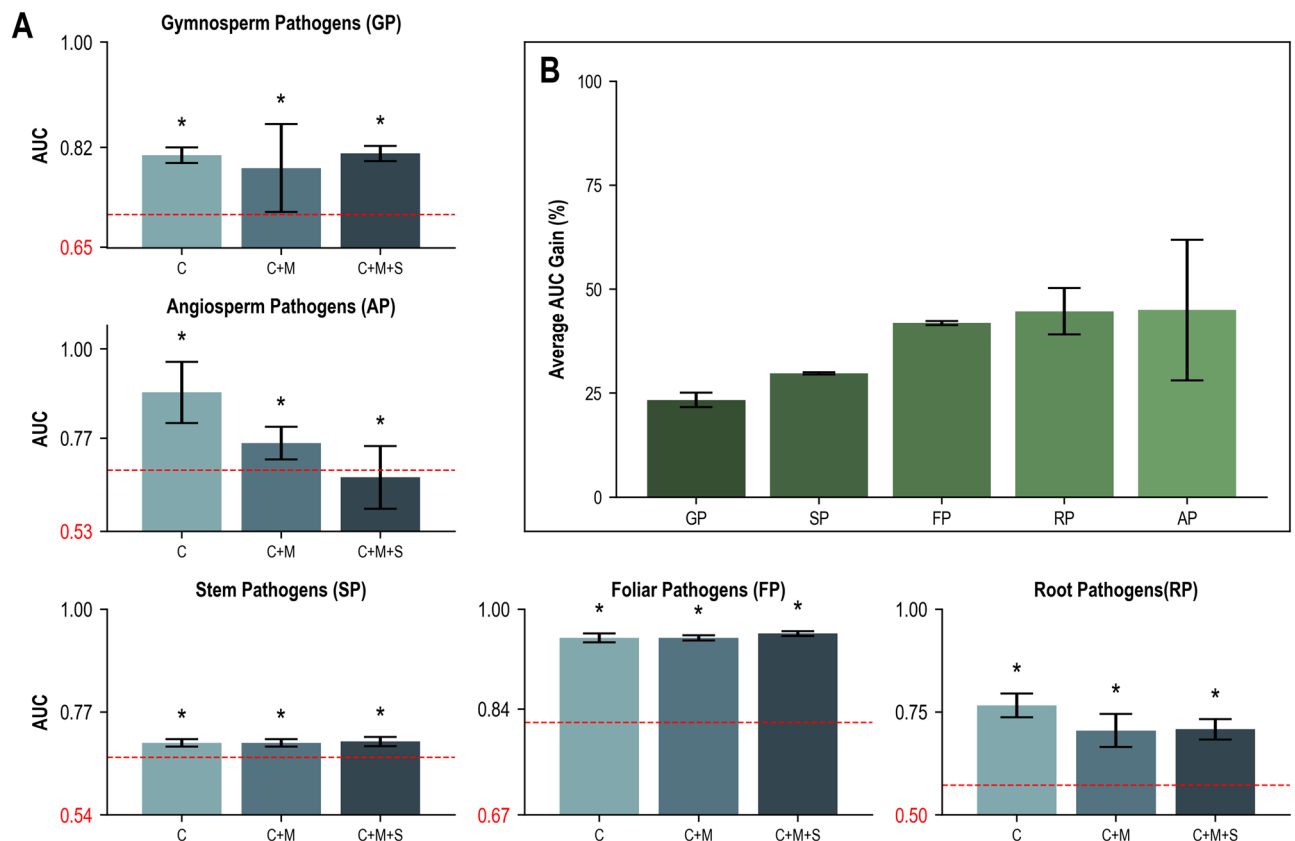 A
Gymnosperm Pathogens (GP)
AUC
1.00
0.82
0.65
*
*
*
C
C+M
C+M+S
Angiosperm Pathogens (AP)
AUC
1.00
0.77
0.53
*
*
*
C
C+M
C+M+S
B
Average AUC Gain (%)
100
75
50
25
0
GP
SP
FP
RP
AP
Stem Pathogens (SP)
AUC
1.00
0.77
0.54
*
*
*
C
C+M
C+M+S
Foliar Pathogens (FP)
1.00
0.84
0.67
*
*
*
C
C+M
C+M+S
Root Pathogens(RP)
1.00
0.75
0.50
*
*
*
C
C+M
C+M+S